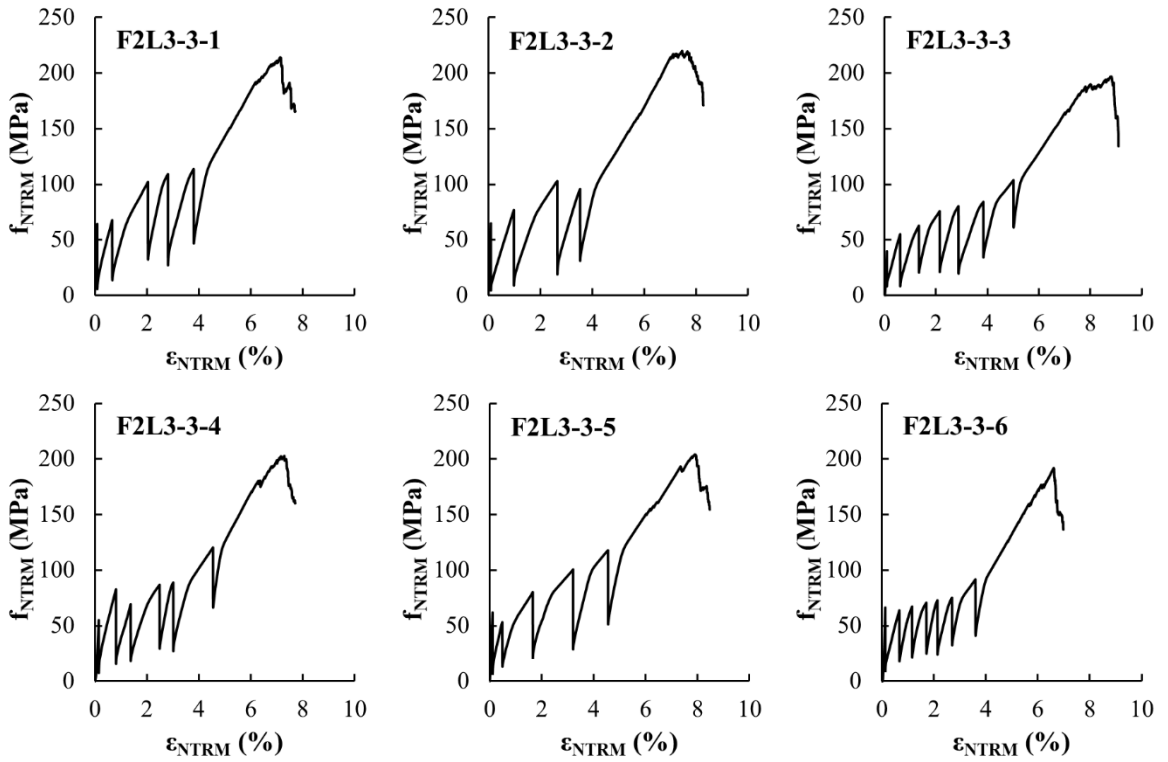 F2L3-3-1
f_NTRM (MPa)
250
200
150
100
50
0
0 2 4 6 8 10
ε_NTRM (%)
F2L3-3-2
f_NTRM (MPa)
250
200
150
100
50
0
0 2 4 6 8 10
ε_NTRM (%)
F2L3-3-3
f_NTRM (MPa)
250
200
150
100
50
0
0 2 4 6 8 10
ε_NTRM (%)
F2L3-3-4
f_NTRM (MPa)
250
200
150
100
50
0
0 2 4 6 8 10
ε_NTRM (%)
F2L3-3-5
f_NTRM (MPa)
250
200
150
100
50
0
0 2 4 6 8 10
ε_NTRM (%)
F2L3-3-6
f_NTRM (MPa)
250
200
150
100
50
0
0 2 4 6 8 10
ε_NTRM (%)